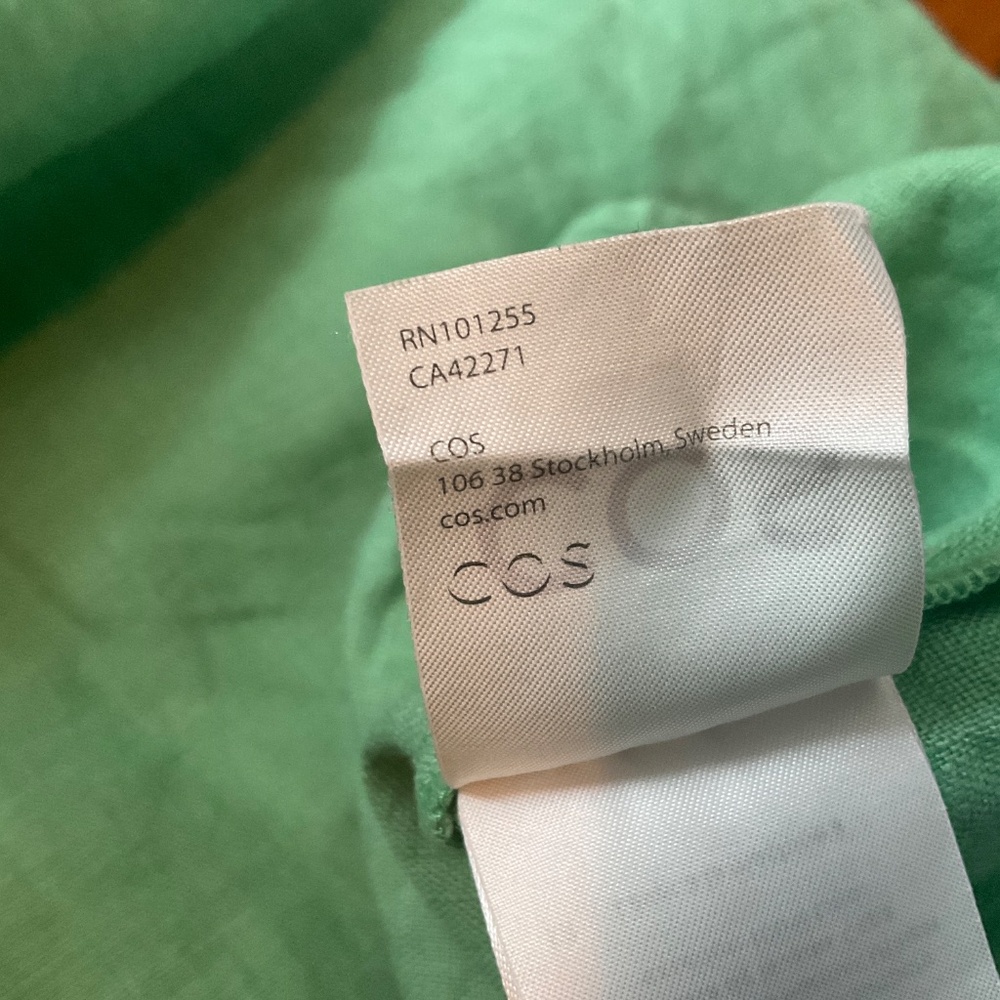 RN101255
CA42271
COS
106 38 Stockholm, Sweden
cos.com
COS